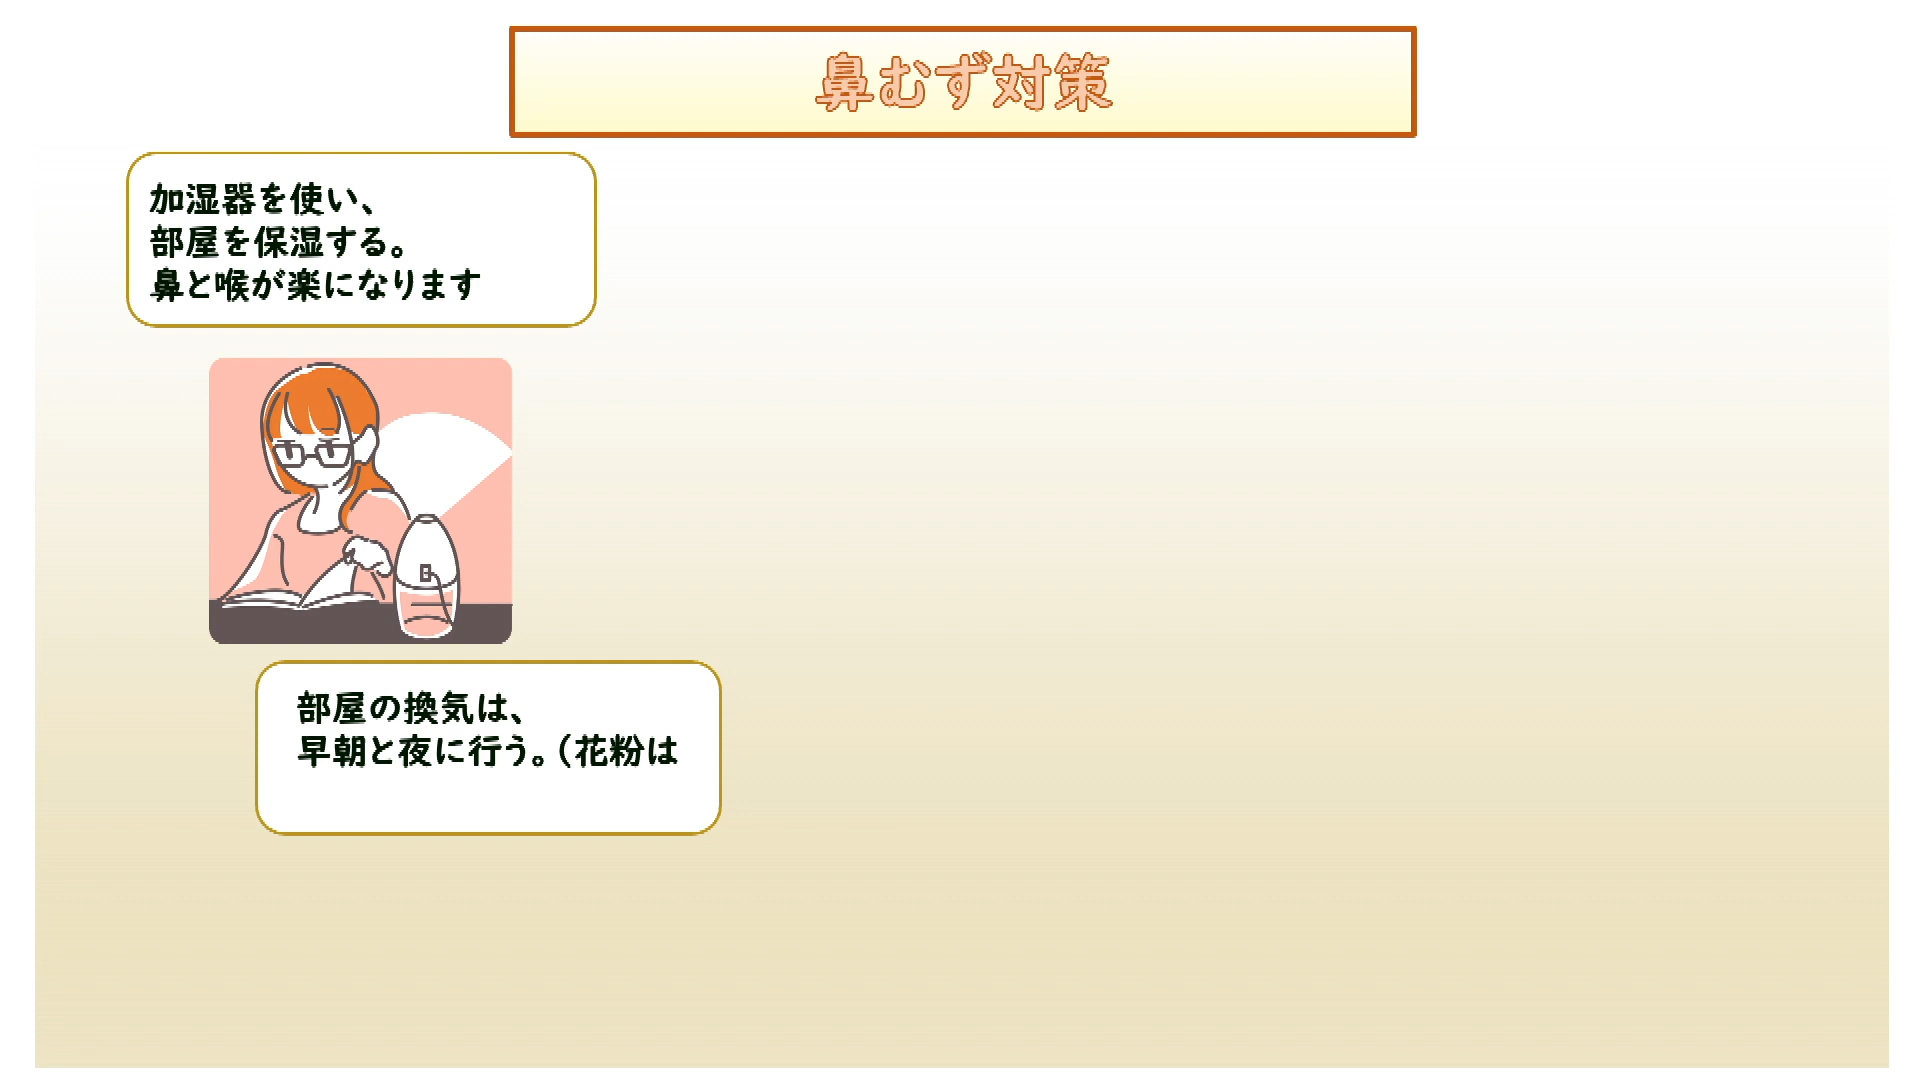 鼻むず対策
加湿器を使い、
部屋を保湿する。
鼻と喉が楽になります
部屋の換気は、
早朝と夜に行う。（花粉は